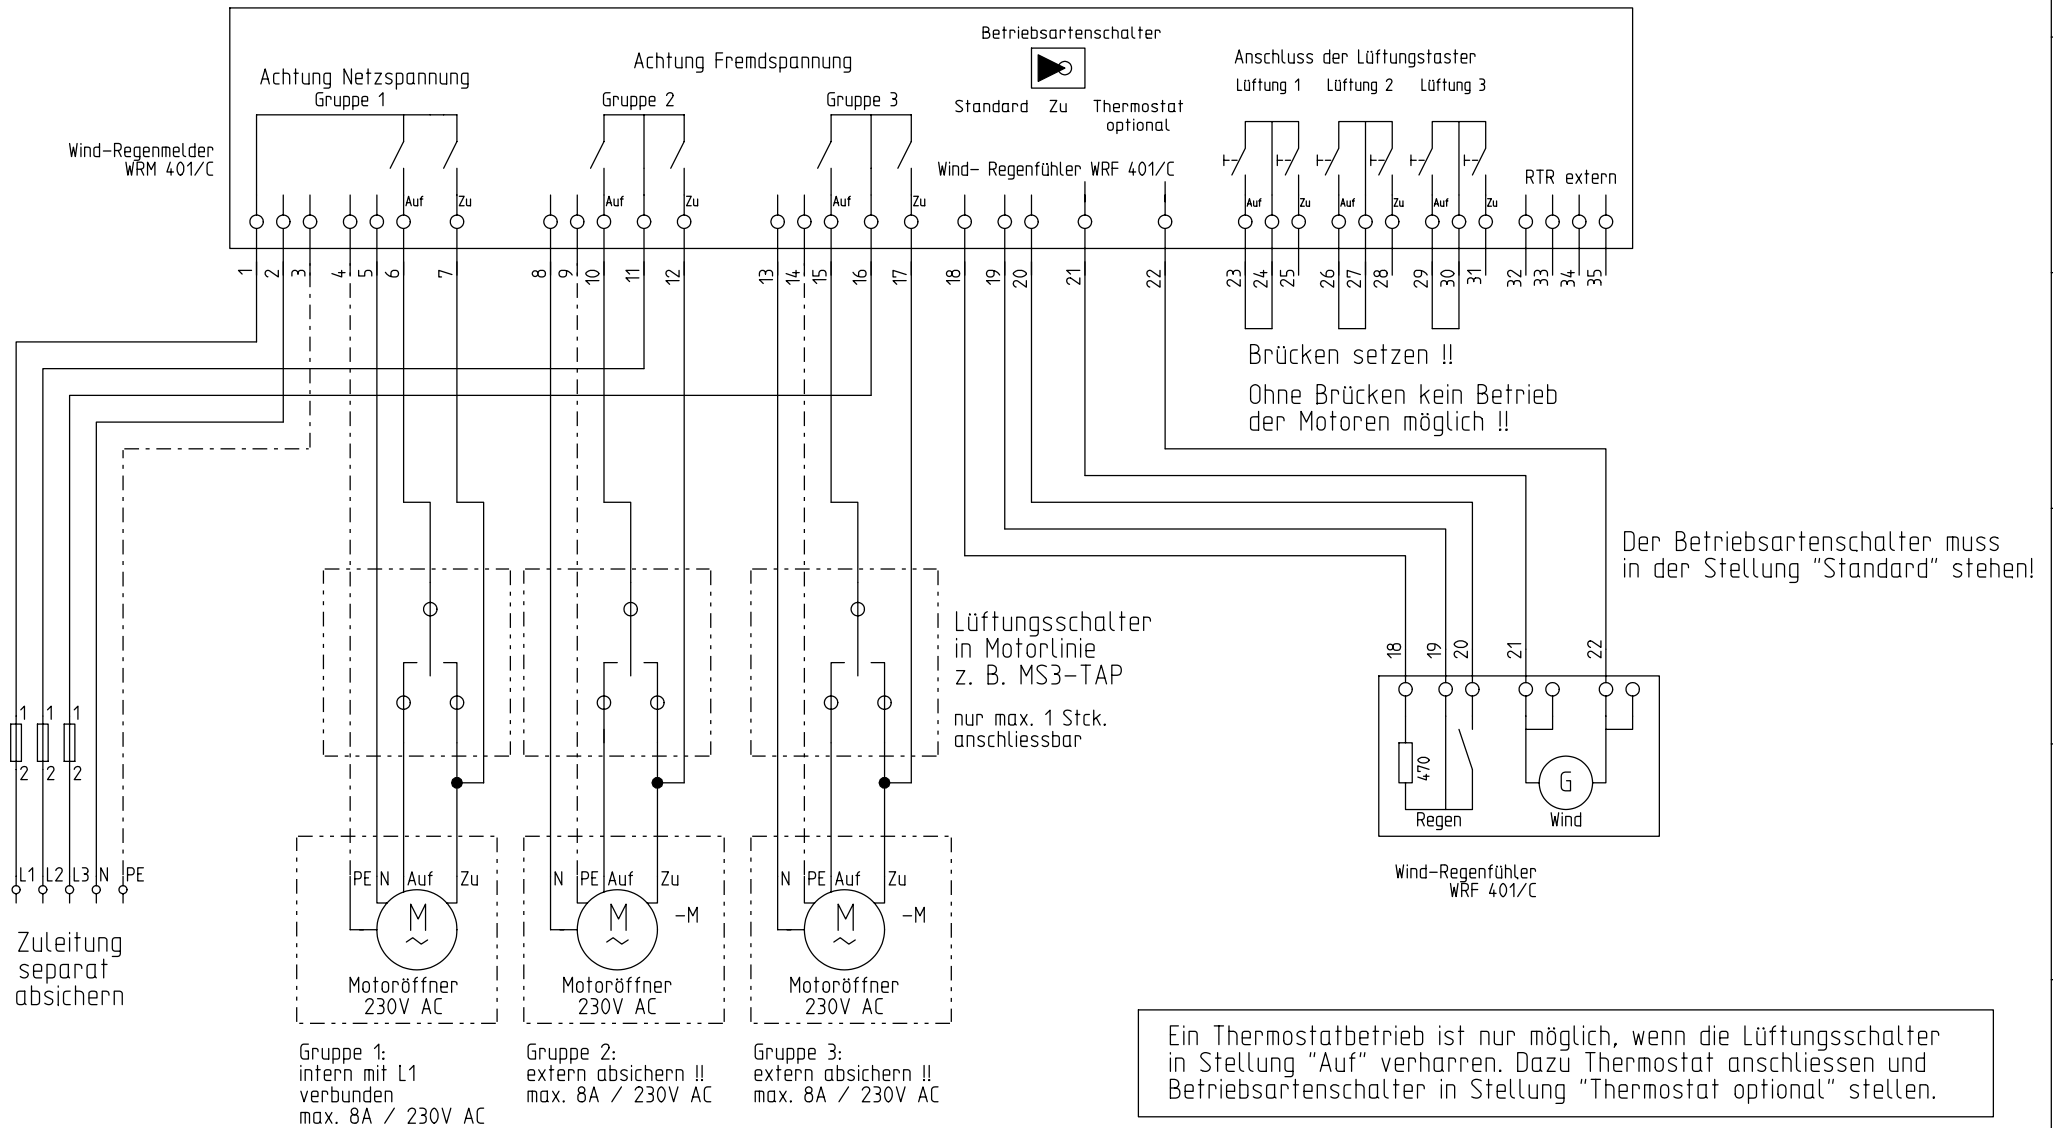 Betriebsartenschalter
Achtung Netzspannung
Achtung Fremdspannung
Anschluss der Lüftungstaster
Gruppe 1
Gruppe 2
Gruppe 3
Standard Zu Thermostat
optional
Lüftung 1 Lüftung 2 Lüftung 3
Wind-Regenmelder
WRM 401/C
Wind- Regenfühler WRF 401/C
RTR extern
Auf Zu Auf Zu Auf Zu Auf Zu Auf Zu Auf Zu
1 2 3 4 5 6 7 8 9 10 11 12 13 14 15 16 17 18 19 20 21 22 23 24 25 26 27 28 29 30 31 32 33 34 35
Brücken setzen !!
Ohne Brücken kein Betrieb
der Motoren möglich !!
Der Betriebsartenschalter muss
in der Stellung "Standard" stehen!
Lüftungsschalter
in Motorlinie
z. B. MS3-TAP
nur max. 1 Stck.
anschliessbar
18 19 20 21 22
470
G
Regen
Wind
Wind-Regenfühler
WRF 401/C
1 1 1
2 2 2
L1 L2 L3 N PE
Zuleitung
separat
absichern
PE N Auf Zu
M
~
Motoröffner
230V AC
N PE Auf Zu
M -M
~
Motoröffner
230V AC
N PE Auf Zu
M -M
~
Motoröffner
230V AC
Gruppe 1:
intern mit L1
verbunden
max. 8A / 230V AC
Gruppe 2:
extern absichern !!
max. 8A / 230V AC
Gruppe 3:
extern absichern !!
max. 8A / 230V AC
Ein Thermostatbetrieb ist nur möglich, wenn die Lüftungsschalter
in Stellung "Auf" verharren. Dazu Thermostat anschliessen und
Betriebsartenschalter in Stellung "Thermostat optional" stellen.